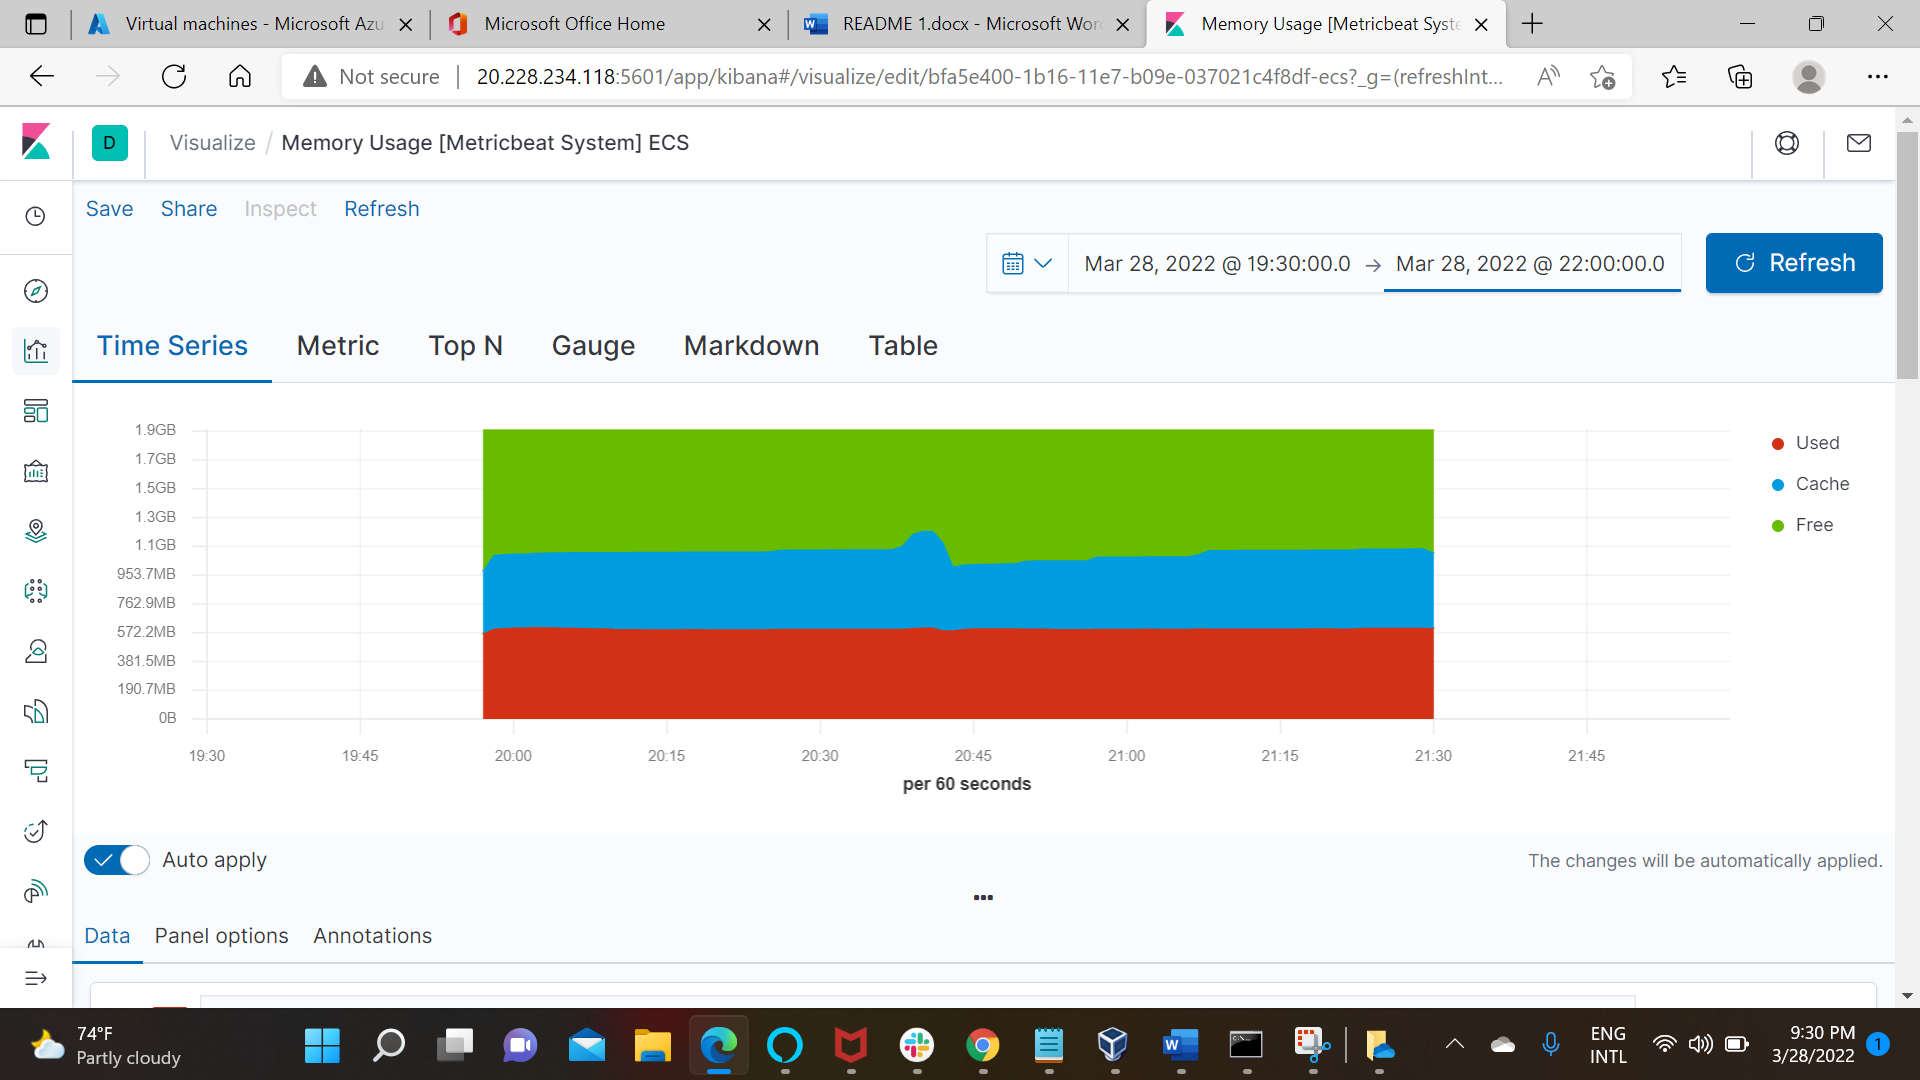 Virtual machines - Microsoft Azu
Microsoft Office Home
README 1.docx - Microsoft Wor
Memory Usage [Metricbeat Syste
Not secure
20.228.234.118:5601/app/kibana#/visualize/edit/bfa5e400-1b16-11e7-b09e-037021c4f8df-ecs?_g=(refreshInt...
D
Visualize / Memory Usage [Metricbeat System] ECS
Save Share Inspect Refresh
Mar 28, 2022 @ 19:30:00.0 → Mar 28, 2022 @ 22:00:00.0
Refresh
Time Series Metric Top N Gauge Markdown Table
1.9GB
1.7GB
1.5GB
1.3GB
1.1GB
953.7MB
762.9MB
572.2MB
381.5MB
190.7MB
0B
Used
Cache
Free
19:30 19:45 20:00 20:15 20:30 20:45 21:00 21:15 21:30 21:45
per 60 seconds
Auto apply
The changes will be automatically applied.
Data Panel options Annotations
74°F
Partly cloudy
ENG
INTL
9:30 PM
3/28/2022
1